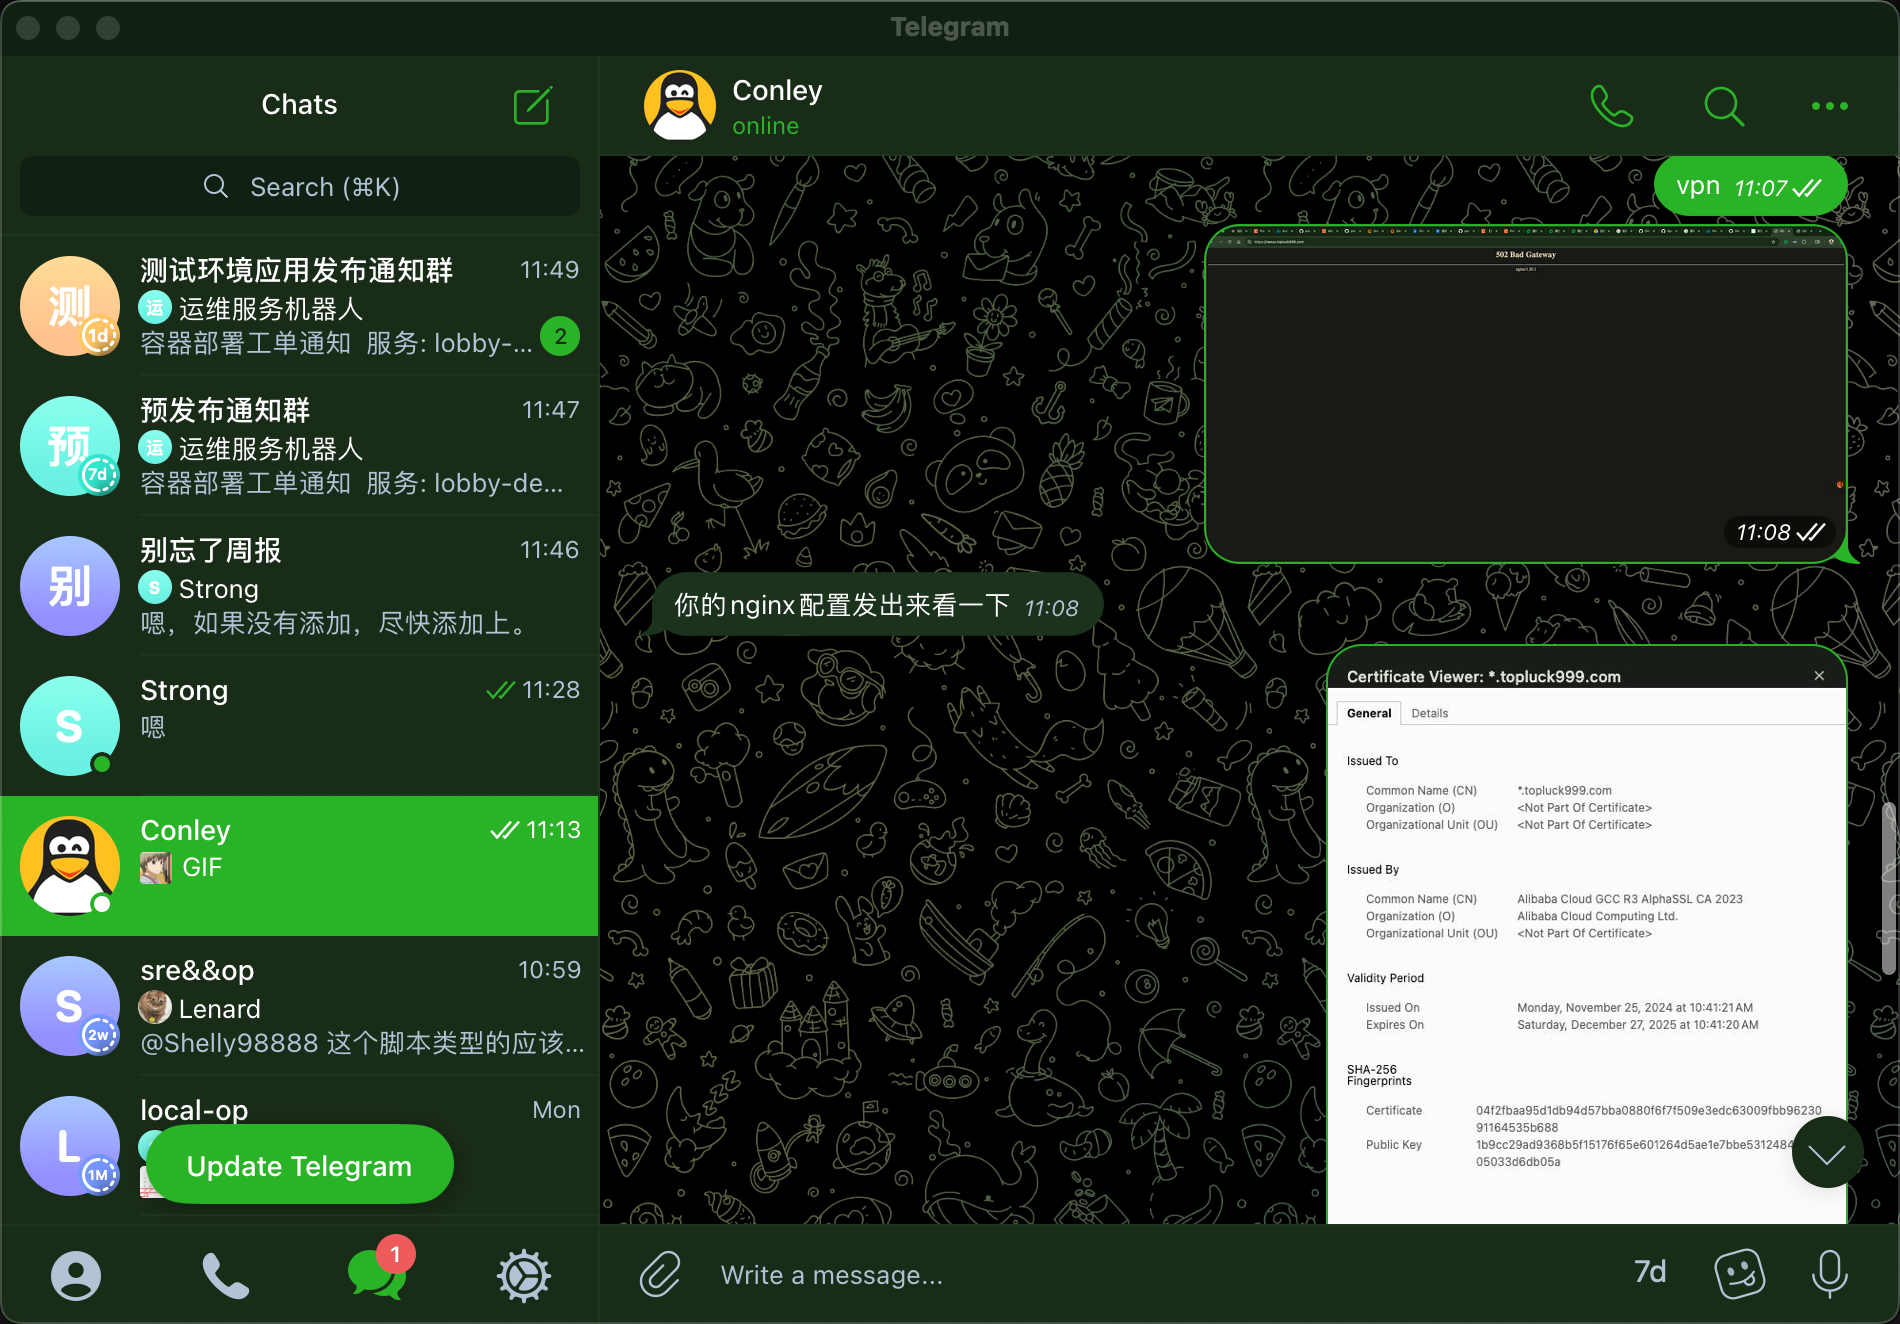 Telegram
Chats
Search (⌘K)
测试环境应用发布通知群 11:49
测 1d
运 运维服务机器人
容器部署工单通知 服务: lobby-... 2
预发布通知群 11:47
预 7d
运 运维服务机器人
容器部署工单通知 服务: lobby-de...
别忘了周报 11:46
别
S Strong
嗯，如果没有添加，尽快添加上。
Strong 11:28
S
嗯
Conley 11:13
GIF
sre&&op 10:59
S 2w
Lenard
@Shelly98888 这个脚本类型的应该...
local-op Mon
L 1M
Update Telegram
1
Conley
online
vpn 11:07
502 Bad Gateway
11:08
你的nginx配置发出来看一下 11:08
Certificate Viewer: *.topluck999.com
General Details
Issued To
Common Name (CN) *.topluck999.com
Organization (O) <Not Part Of Certificate>
Organizational Unit (OU) <Not Part Of Certificate>
Issued By
Common Name (CN) Alibaba Cloud GCC R3 AlphaSSL CA 2023
Organization (O) Alibaba Cloud Computing Ltd.
Organizational Unit (OU) <Not Part Of Certificate>
Validity Period
Issued On Monday, November 25, 2024 at 10:41:21 AM
Expires On Saturday, December 27, 2025 at 10:41:20 AM
SHA-256
Fingerprints
Certificate 04f2fbaa95d1db94d57bba0880f6f7f509e3edc63009fbb96230
91164535b688
Public Key 1b9cc29ad9368b5f15176f65e601264d5ae1e7bbe5312484
05033d6db05a
Write a message...
7d